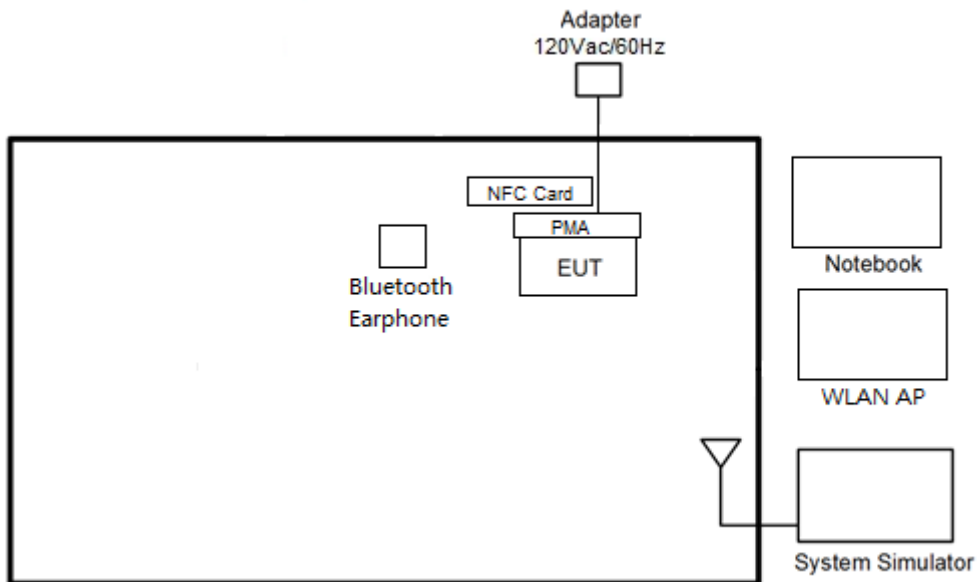 Adapter
120Vac/60Hz
NFC Card
PMA
EUT
Bluetooth
Earphone
Notebook
WLAN AP
System Simulator